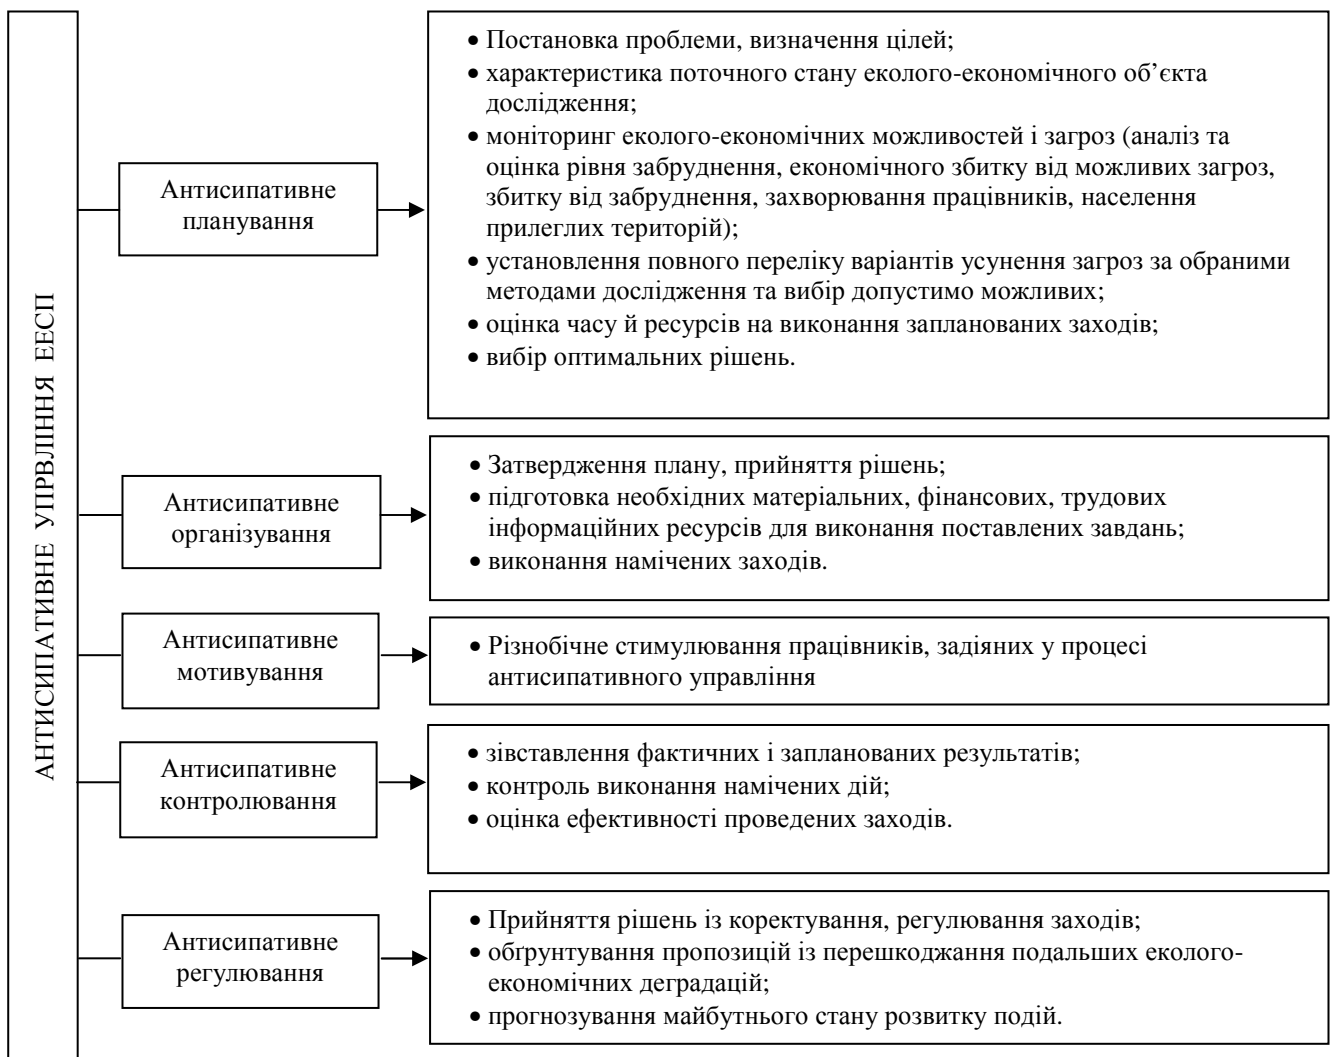 АНТИСИПАТИВНЕ УПРВЛІННЯ ЕЕСП
Антисипативне
планування
• Постановка проблеми, визначення цілей;
• характеристика поточного стану еколого-економічного об’єкта
дослідження;
• моніторинг еколого-економічних можливостей і загроз (аналіз та
оцінка рівня забруднення, економічного збитку від можливих загроз,
збитку від забруднення, захворювання працівників, населення
прилеглих територій);
• установлення повного переліку варіантів усунення загроз за обраними
методами дослідження та вибір допустимо можливих;
• оцінка часу й ресурсів на виконання запланованих заходів;
• вибір оптимальних рішень.
Антисипативне
організування
• Затвердження плану, прийняття рішень;
• підготовка необхідних матеріальних, фінансових, трудових
інформаційних ресурсів для виконання поставлених завдань;
• виконання намічених заходів.
Антисипативне
мотивування
• Різнобічне стимулювання працівників, задіяних у процесі
антисипативного управління
Антисипативне
контролювання
• зівставлення фактичних і запланованих результатів;
• контроль виконання намічених дій;
• оцінка ефективності проведених заходів.
Антисипативне
регулювання
• Прийняття рішень із коректування, регулювання заходів;
• обґрунтування пропозицій із перешкоджання подальших еколого-
економічних деградацій;
• прогнозування майбутнього стану розвитку подій.